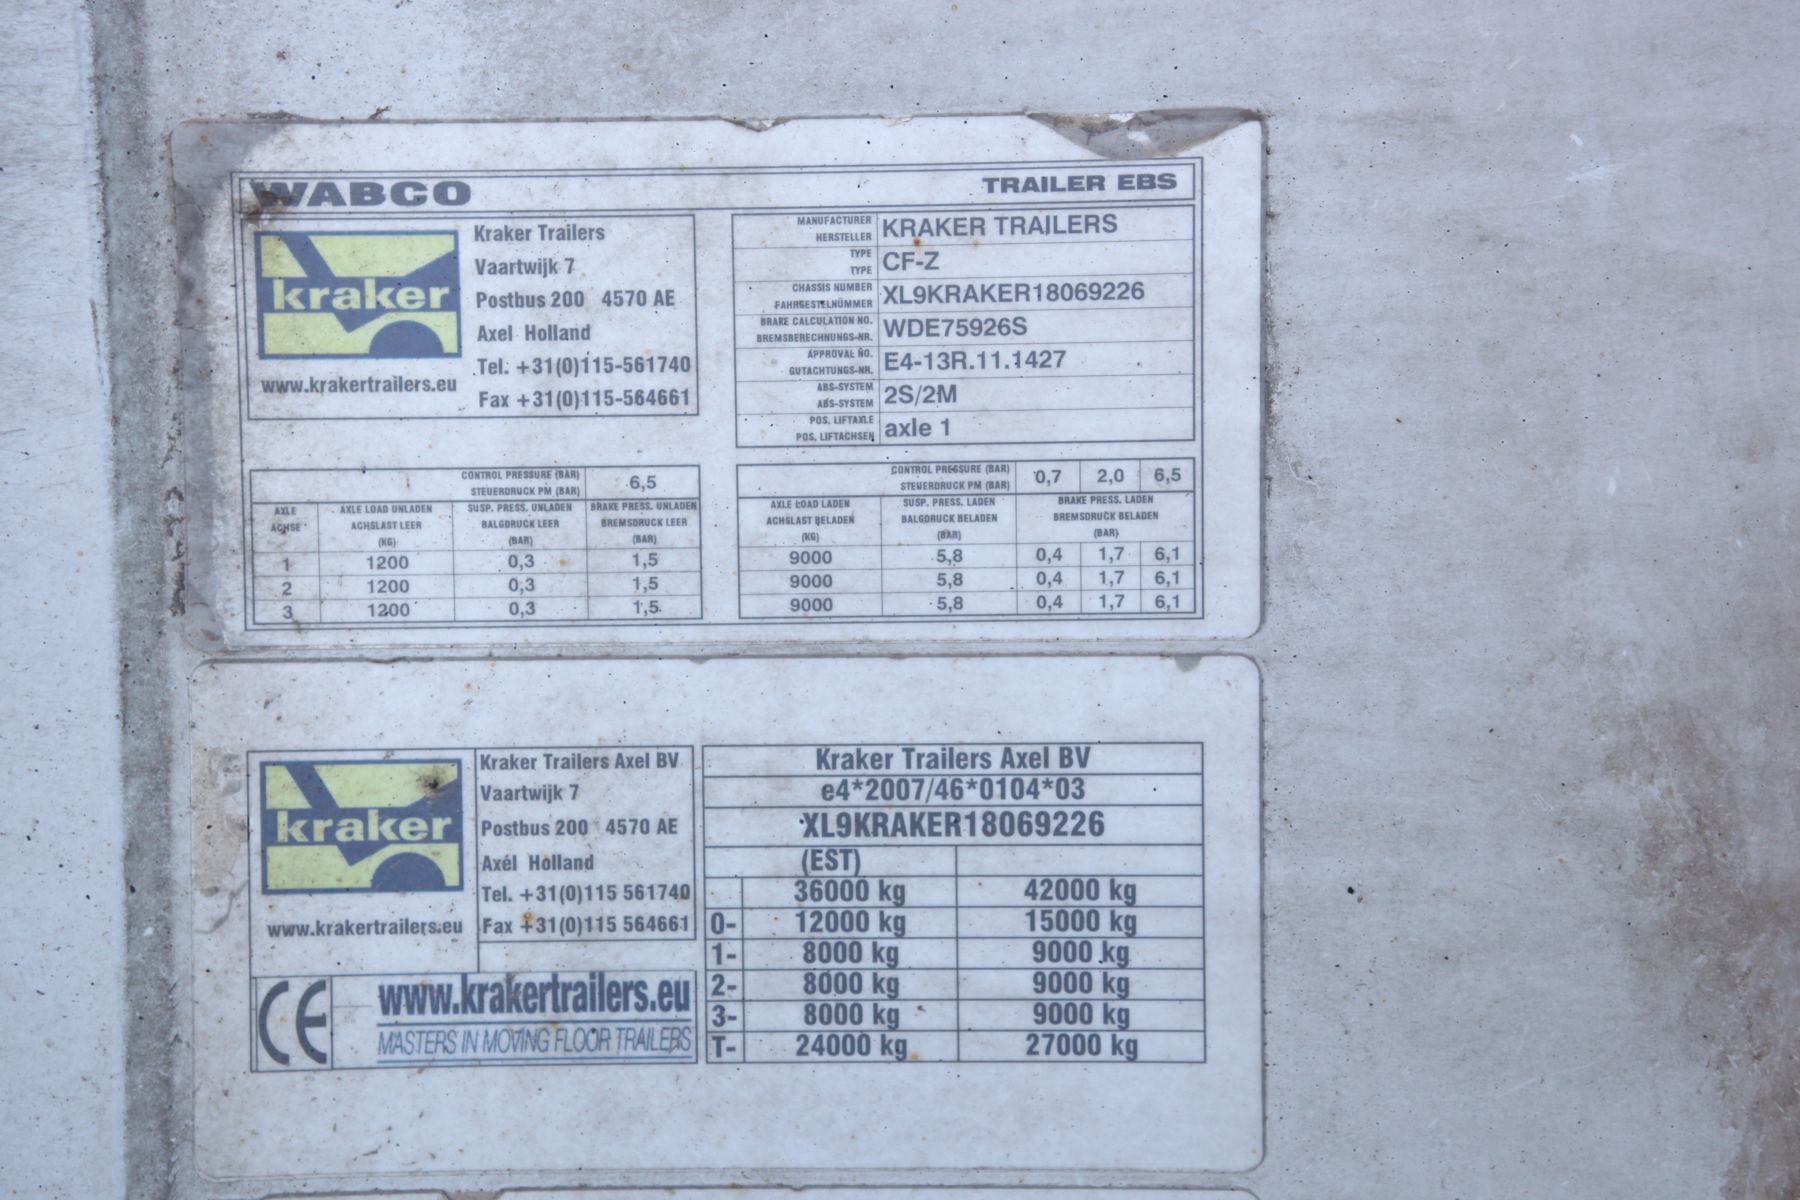 WABCO TRAILER EBS
kraker
www.krakertrailers.eu
Kraker Trailers
Vaartwijk 7
Postbus 200 4570 AE
Axel Holland
Tel. +31(0)115-561740
Fax +31(0)115-564661
MANUFACTURER
HERSTELLER
KRAKER TRAILERS
TYPE
TYPE
CF-Z
CHASSIS NUMBER
FAHRGESTELNÜMMER
XL9KRAKER18069226
BRAKE CALCULATION NO.
BREMSBERECHNUNGS-NR.
WDE75926S
APPROVAL NO.
GUTACHTUNGS-NR.
E4-13R.11.1427
ABS-SYSTEM
ABS-SYSTEM
2S/2M
POS. LIFTAXLE
POS. LIFTACHSEN
axle 1
CONTROL PRESSURE (BAR)
STEUERDRUCK PM (BAR)
6,5
AXLE AXLE LOAD UNLADEN SUSP. PRESS. UNLADEN BRAKE PRESS. UNLADEN
ACHSE ACHSLAST LEER BALGDRUCK LEER BREMSDRUCK LEER
(KG) (BAR) (BAR)
1 1200 0,3 1,5
2 1200 0,3 1,5
3 1200 0,3 1,5
CONTROL PRESSURE (BAR)
STEUERDRUCK PM (BAR)
0,7 2,0 6,5
AXLE LOAD LADEN SUSP. PRESS. LADEN BRAKE PRESS. LADEN
ACHSLAST BELADEN BALGDRUCK BELADEN BREMSDRUCK BELADEN
(KG) (BAR) (BAR)
9000 5,8 0,4 1,7 6,1
9000 5,8 0,4 1,7 6,1
9000 5,8 0,4 1,7 6,1
kraker
www.krakertrailers.eu
Kraker Trailers Axel BV
Vaartwijk 7
Postbus 200 4570 AE
Axel Holland
Tel. +31(0)115 561740
Fax +31(0)115 564661
CE
www.krakertrailers.eu
MASTERS IN MOVING FLOOR TRAILERS
Kraker Trailers Axel BV
e4*2007/46*0104*03
XL9KRAKER18069226
(EST)
36000 kg 42000 kg
0- 12000 kg 15000 kg
1- 8000 kg 9000 kg
2- 8000 kg 9000 kg
3- 8000 kg 9000 kg
T- 24000 kg 27000 kg